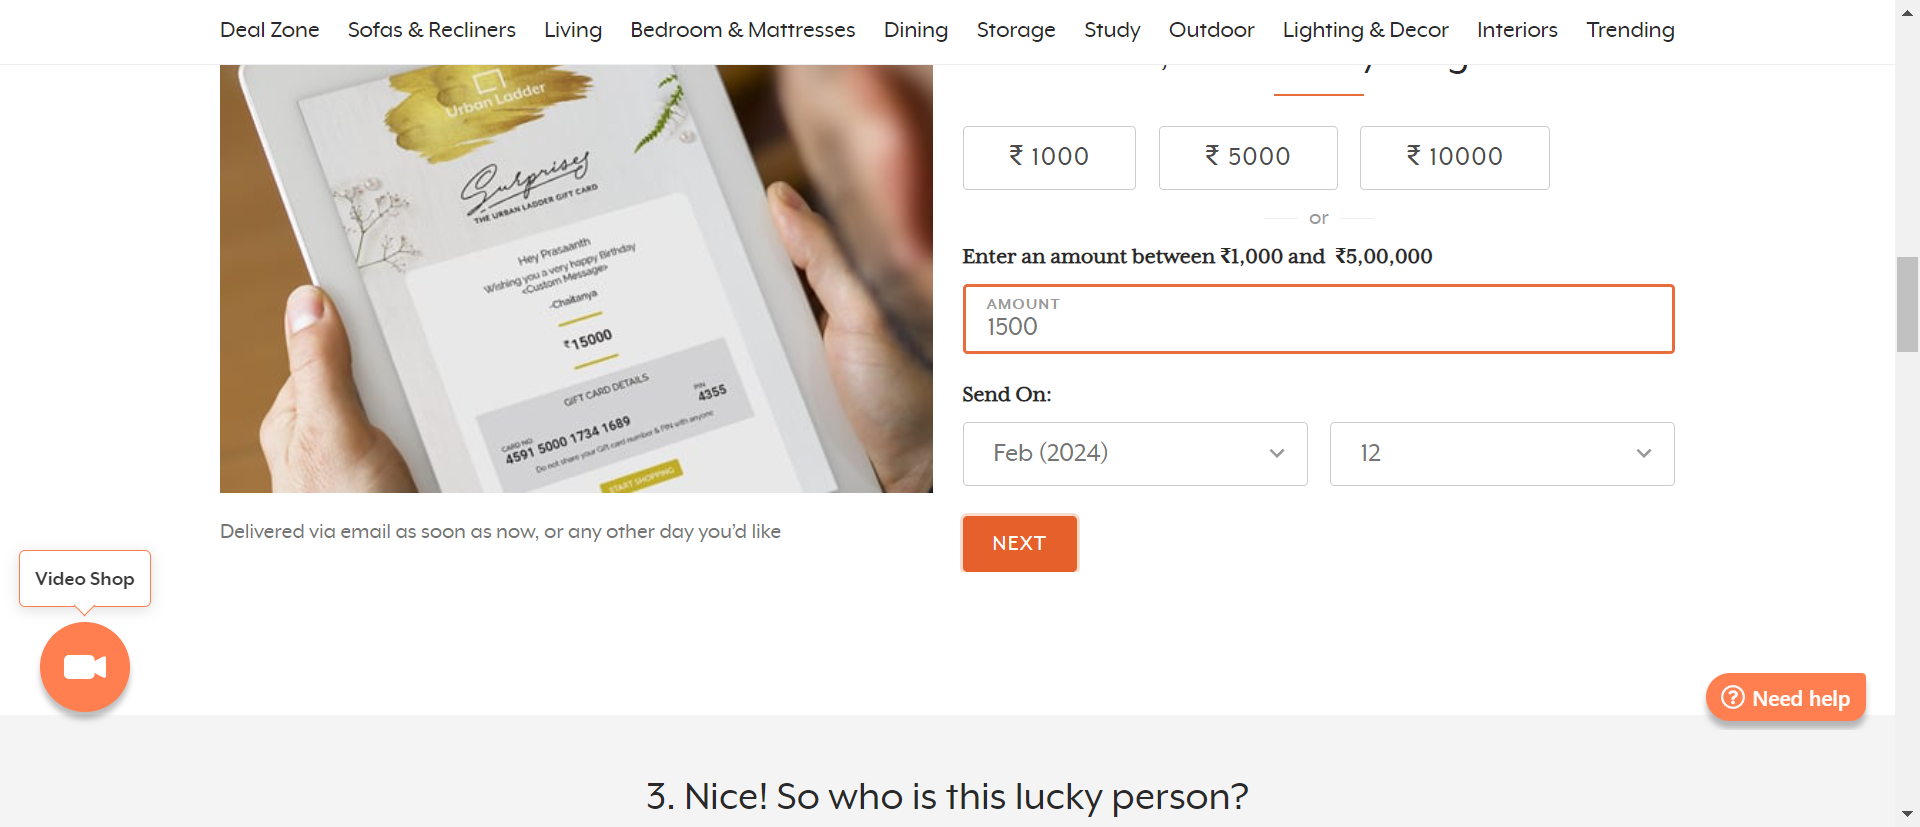 Deal Zone Sofas & Recliners Living Bedroom & Mattresses Dining Storage Study Outdoor Lighting & Decor Interiors Trending
Urban Ladder
Surprises
THE URBAN LADDER GIFT CARD
Hey Prasaanth
Wishing you a very happy Birthday
<Custom Message>
-Chaitanya
₹15000
GIFT CARD DETAILS
CARD NO.
4591 5000 1734 1689
PIN
4355
Do not share your Gift card number & PIN with anyone
START SHOPPING
Delivered via email as soon as now, or any other day you’d like
₹ 1000 ₹ 5000 ₹ 10000
or
Enter an amount between ₹1,000 and ₹5,00,000
AMOUNT
1500
Send On:
Feb (2024) 12
NEXT
Video Shop
Need help
3. Nice! So who is this lucky person?